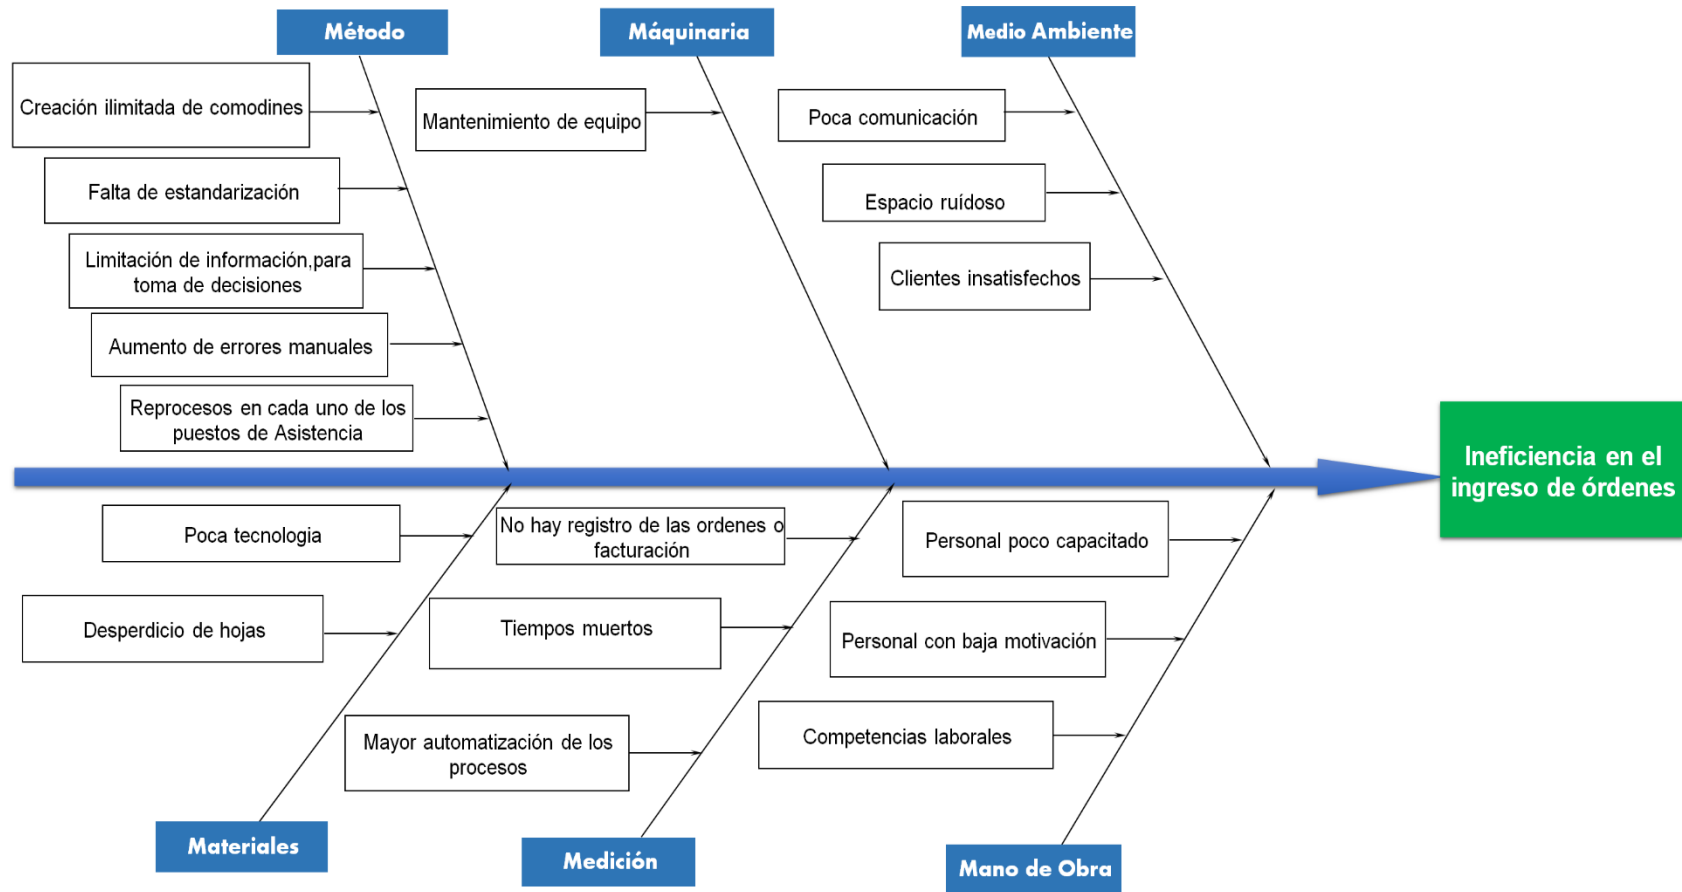 Método
Máquinaria
Medio Ambiente
Creación ilimitada de comodines
Mantenimiento de equipo
Poca comunicación
Falta de estandarización
Espacio ruídoso
Limitación de información,para
toma de decisiones
Clientes insatisfechos
Aumento de errores manuales
Reprocesos en cada uno de los
puestos de Asistencia
Ineficiencia en el
ingreso de órdenes
Poca tecnologia
No hay registro de las ordenes o
facturación
Personal poco capacitado
Desperdicio de hojas
Tiempos muertos
Personal con baja motivación
Mayor automatización de los
procesos
Competencias laborales
Materiales
Medición
Mano de Obra